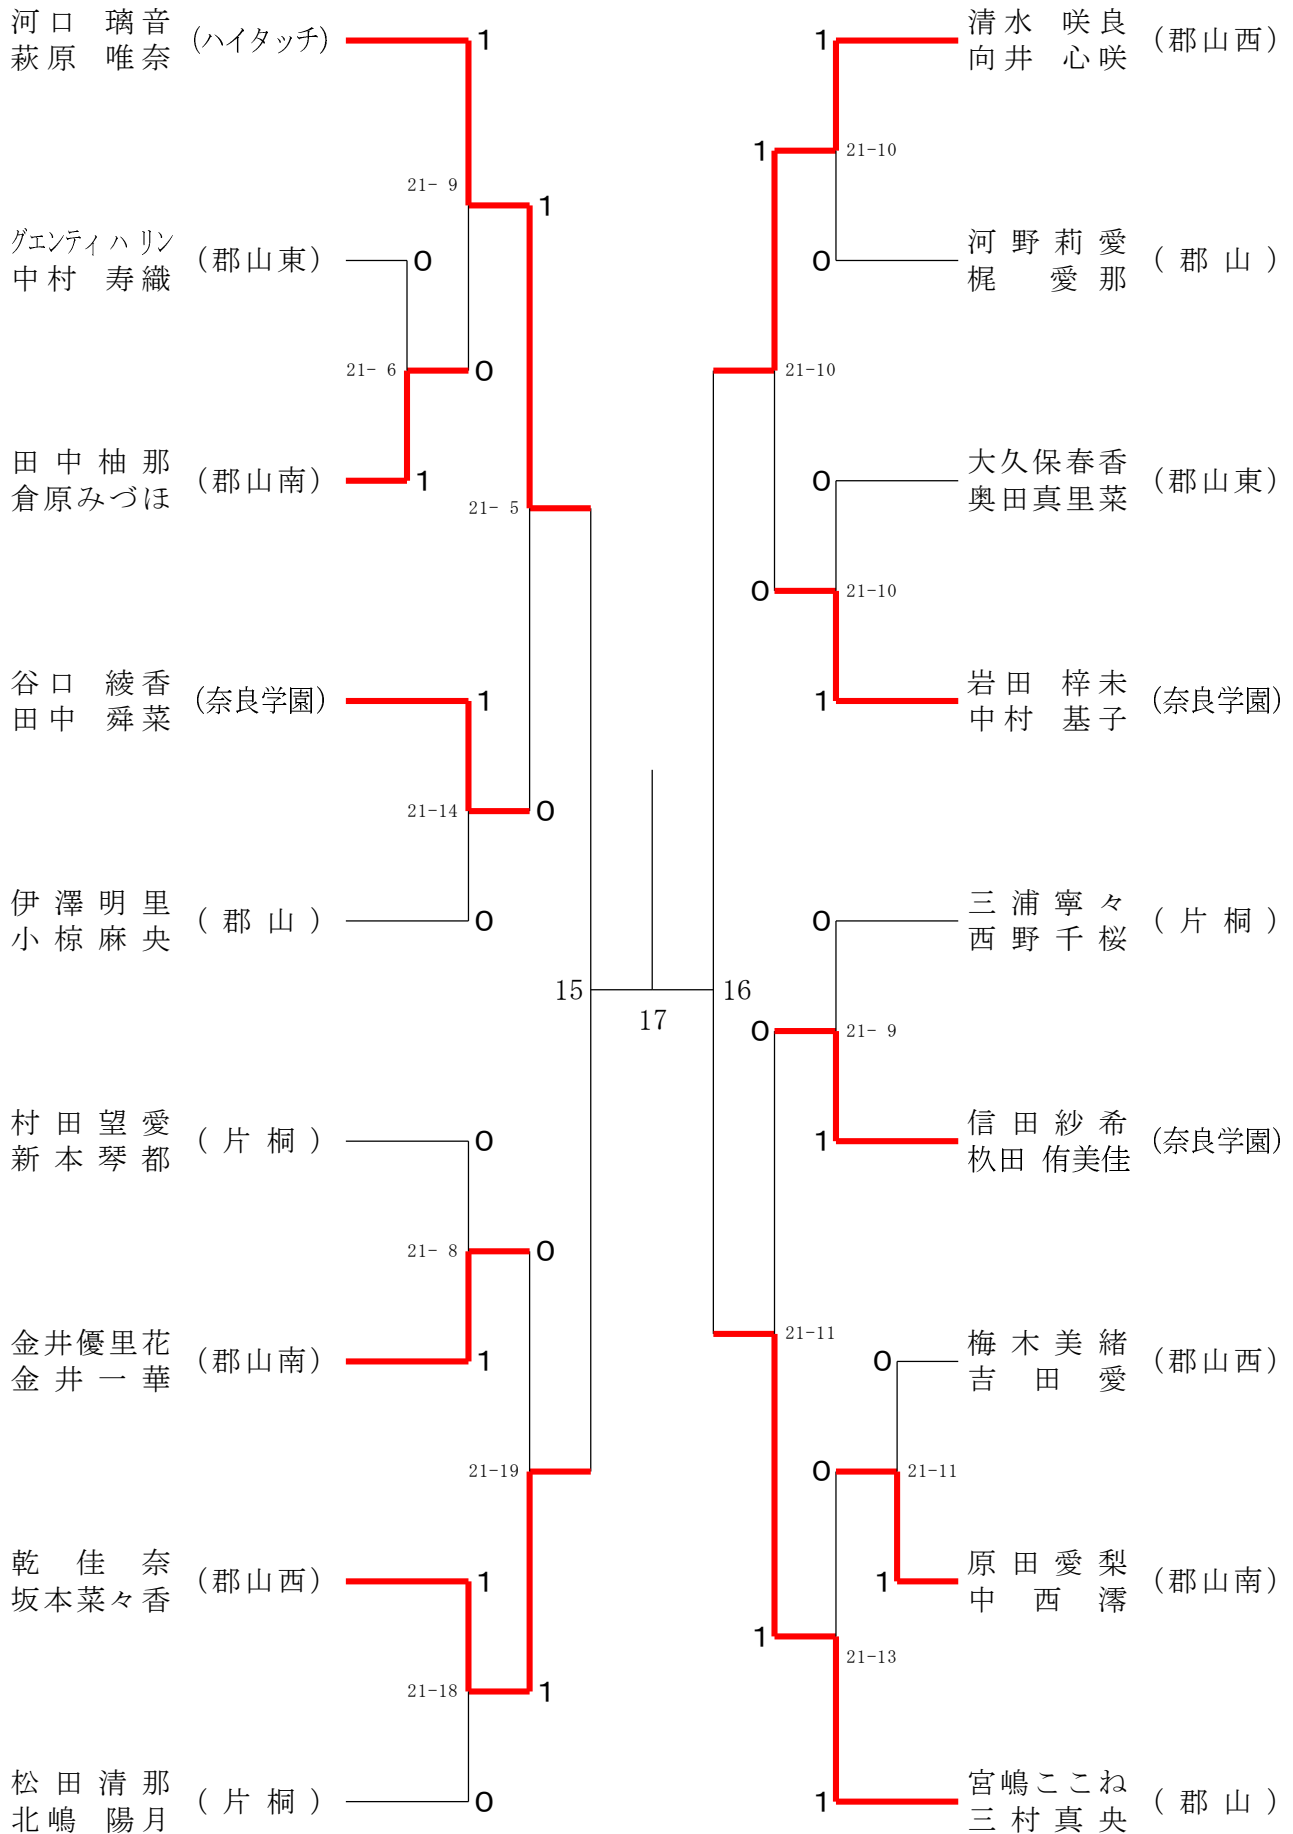 河口　璃音
萩原　唯奈
(ハイタッチ)
1
21- 9
1
グエンティ ハ リン
中村　寿織
(郡山東)
0
21- 6
0
田中柚那
倉原みづほ
(郡山南)
1
21- 5
谷口　綾香
田中　舜菜
(奈良学園)
1
21-14
0
伊澤明里
小椋麻央
(郡山)
0
15
17
16
村田望愛
新本琴都
(片桐)
0
21- 8
0
金井優里花
金井一華
(郡山南)
1
21-19
乾　佳　奈
坂本菜々香
(郡山西)
1
21-18
1
松田清那
北嶋　陽月
(片桐)
0
1
清水　咲良
向井　心咲
(郡山西)
1
21-10
0
河野莉愛
梶　愛那
(郡山)
21-10
0
大久保春香
奥田真里菜
(郡山東)
0
21-10
1
岩田　梓未
中村　基子
(奈良学園)
0
三浦寧々
西野千桜
(片桐)
0
21- 9
1
信田紗希
杦田 侑美佳
(奈良学園)
21-11
0
梅木美緒
吉田愛
(郡山西)
0
21-11
1
原田愛梨
中西澪
(郡山南)
1
21-13
1
宮嶋ここね
三村真央
(郡山)